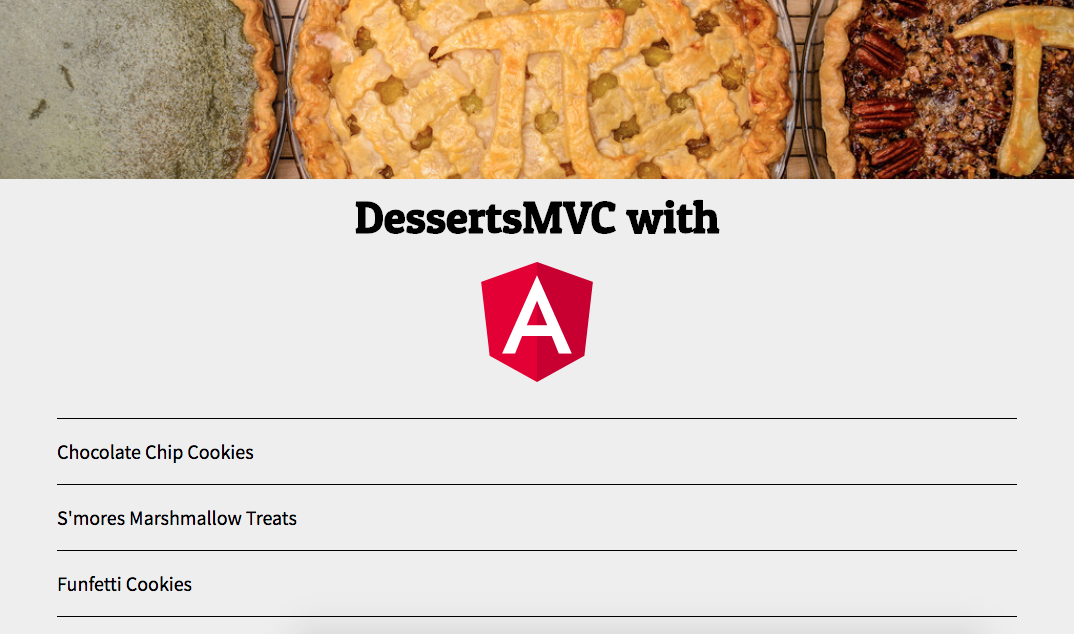 DessertsMVC with
A
Chocolate Chip Cookies
S'mores Marshmallow Treats
Funfetti Cookies